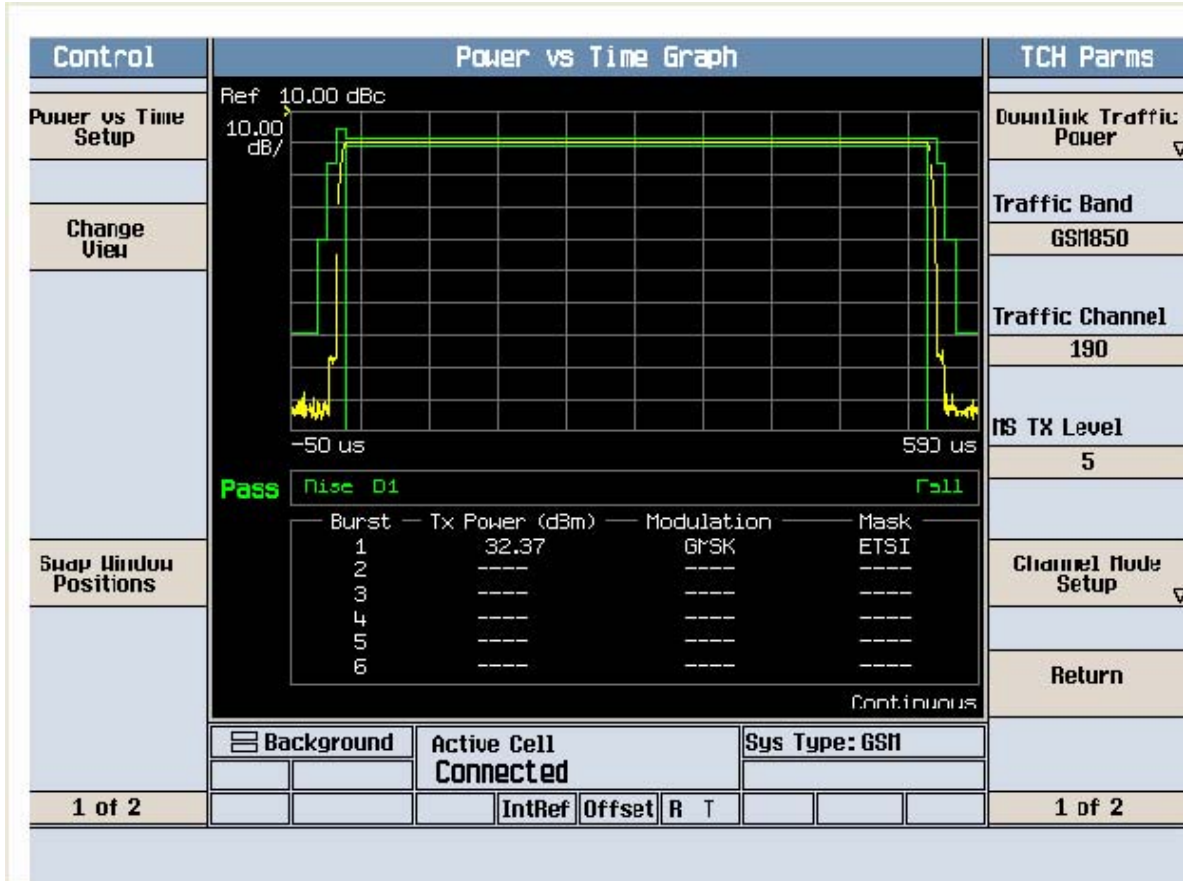 Control
Power vs Time Graph
TCH Parms
Power vs Time
Setup
Change
View
Swap Window
Positions
1 of 2
Ref 10.00 dBc
10.00
dB/
-50 us
590 us
Pass
Rise 01
Fall
Burst Tx Power (dBm) Modulation Mask
1 32.37 GMSK ETSI
2 ---- ---- ----
3 ---- ---- ----
4 ---- ---- ----
5 ---- ---- ----
6 ---- ---- ----
Continuous
Background
Active Cell
Connected
Sys Type: GSM
IntRef Offset R T
Downlink Traffic
Power
Traffic Band
GSM850
Traffic Channel
190
MS TX Level
5
Channel Mode
Setup
Return
1 of 2